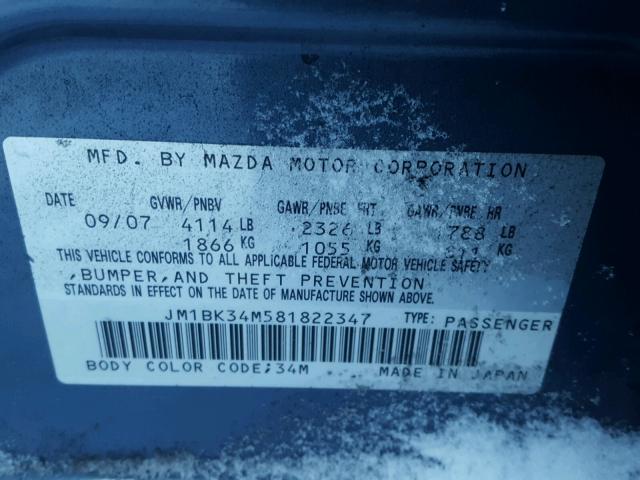 MFD. BY MAZDA MOTOR CORPORATION
DATE GVWR/PNBV GAWR/PNBE FRT GAWR/PNBE RR
09/07 4114 LB 2326 LB LB
1866 KG 1055 KG KG
THIS VEHICLE CONFORMS TO ALL APPLICABLE FEDERAL MOTOR VEHICLE SAFETY
,BUMPER,AND THEFT PREVENTION
STANDARDS IN EFFECT ON THE DATE OF MANUFACTURE SHOWN ABOVE.
JM1BK34M581822347 TYPE: PASSENGER
BODY COLOR CODE;34M MADE IN JAPAN